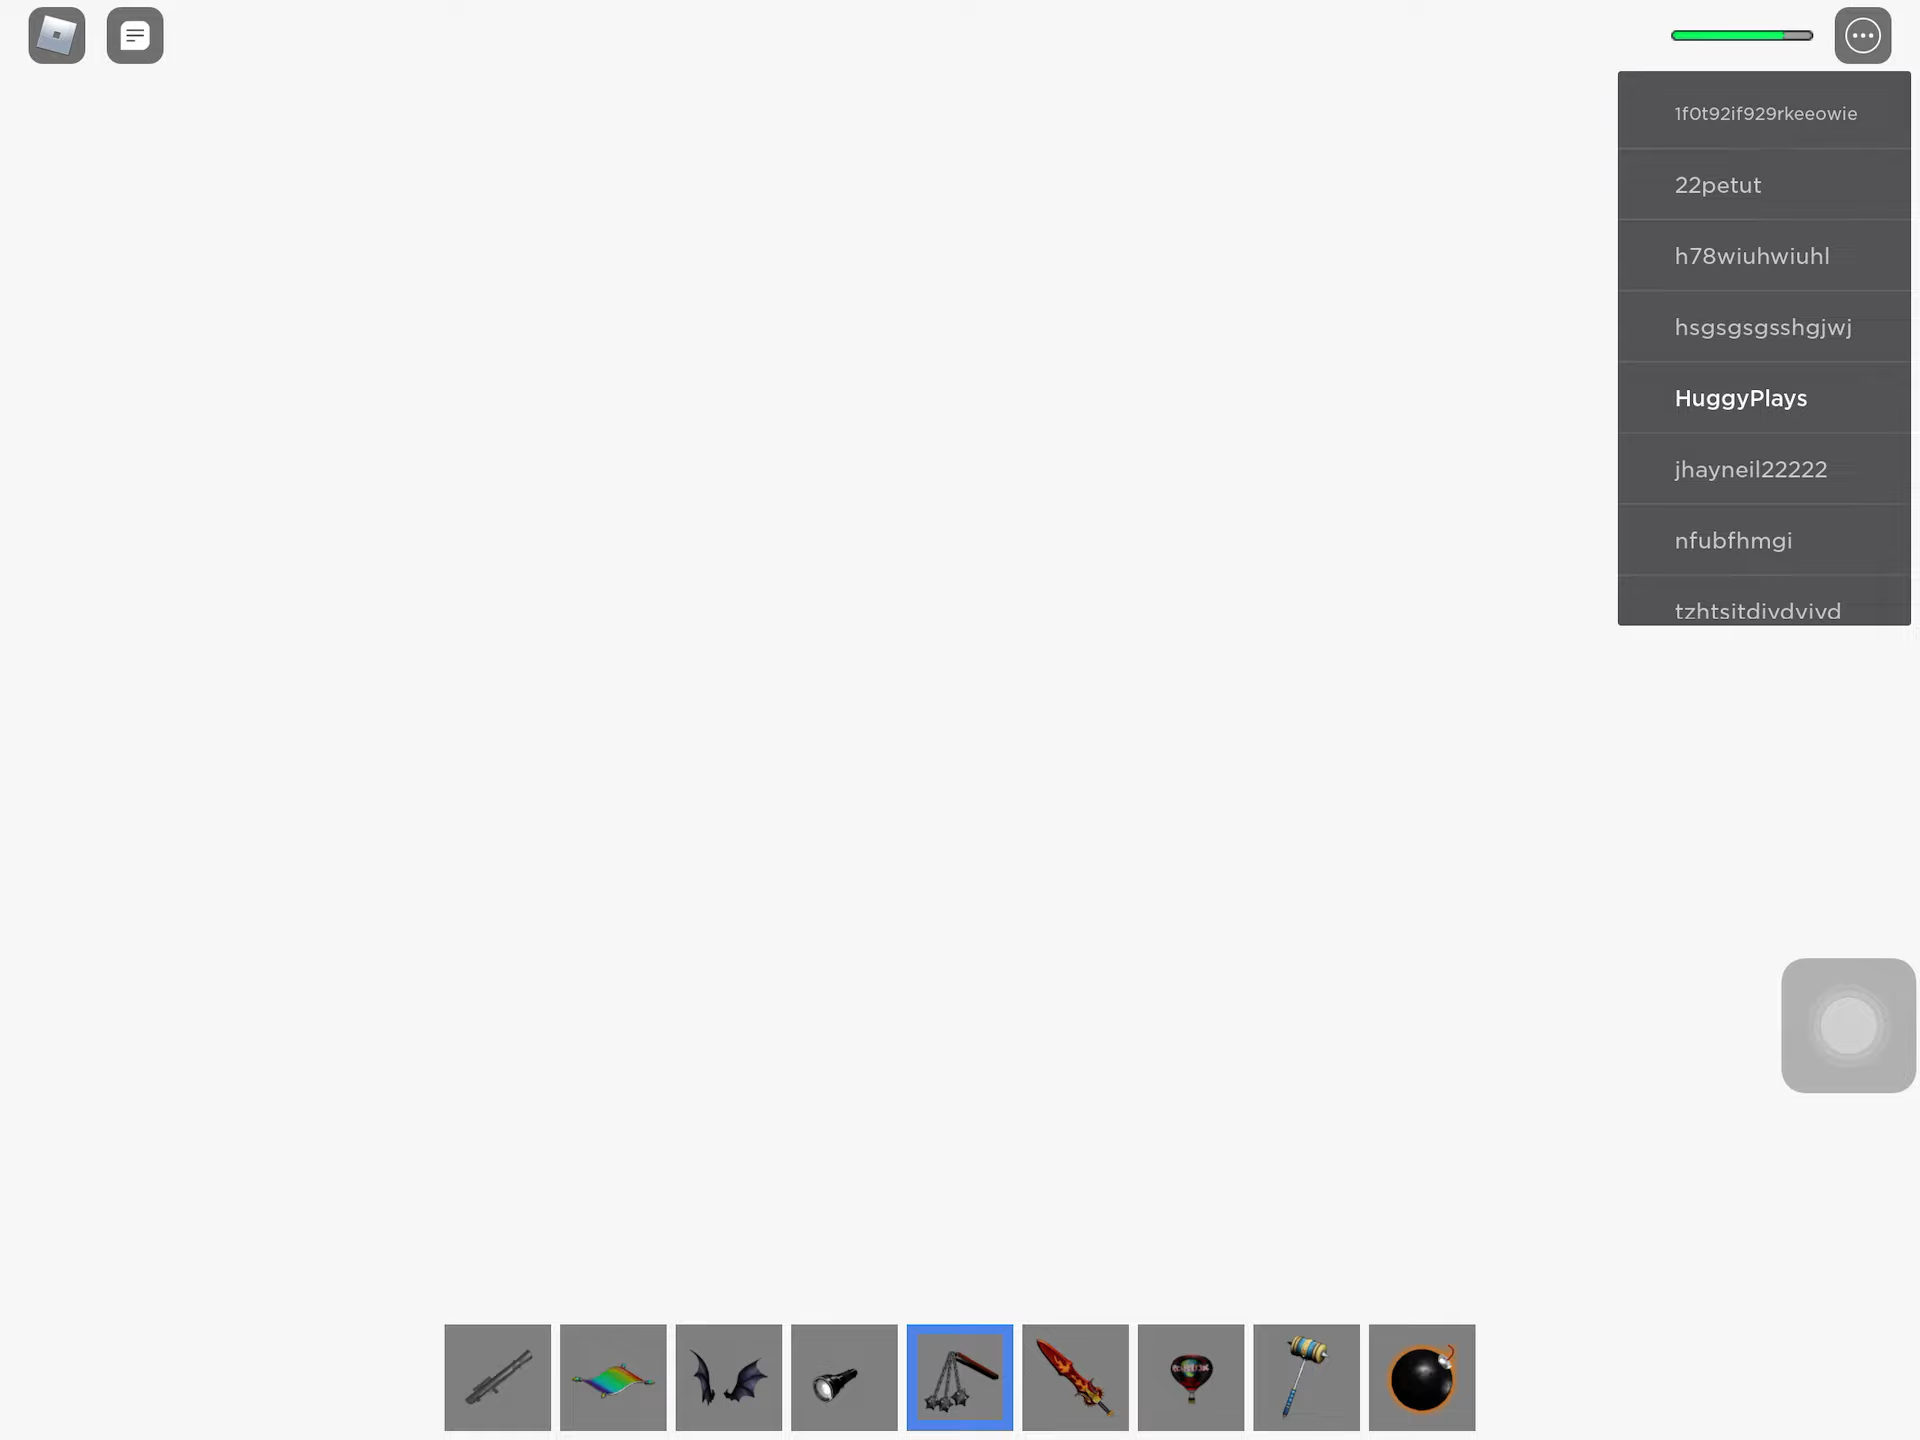 1f0t92if929rkeeowie
22petut
h78wiuhwiuhl
hsgsgsgsshgjwj
HuggyPlays
jhayneil22222
nfubfhmgi
tzhtsitdivdvivd